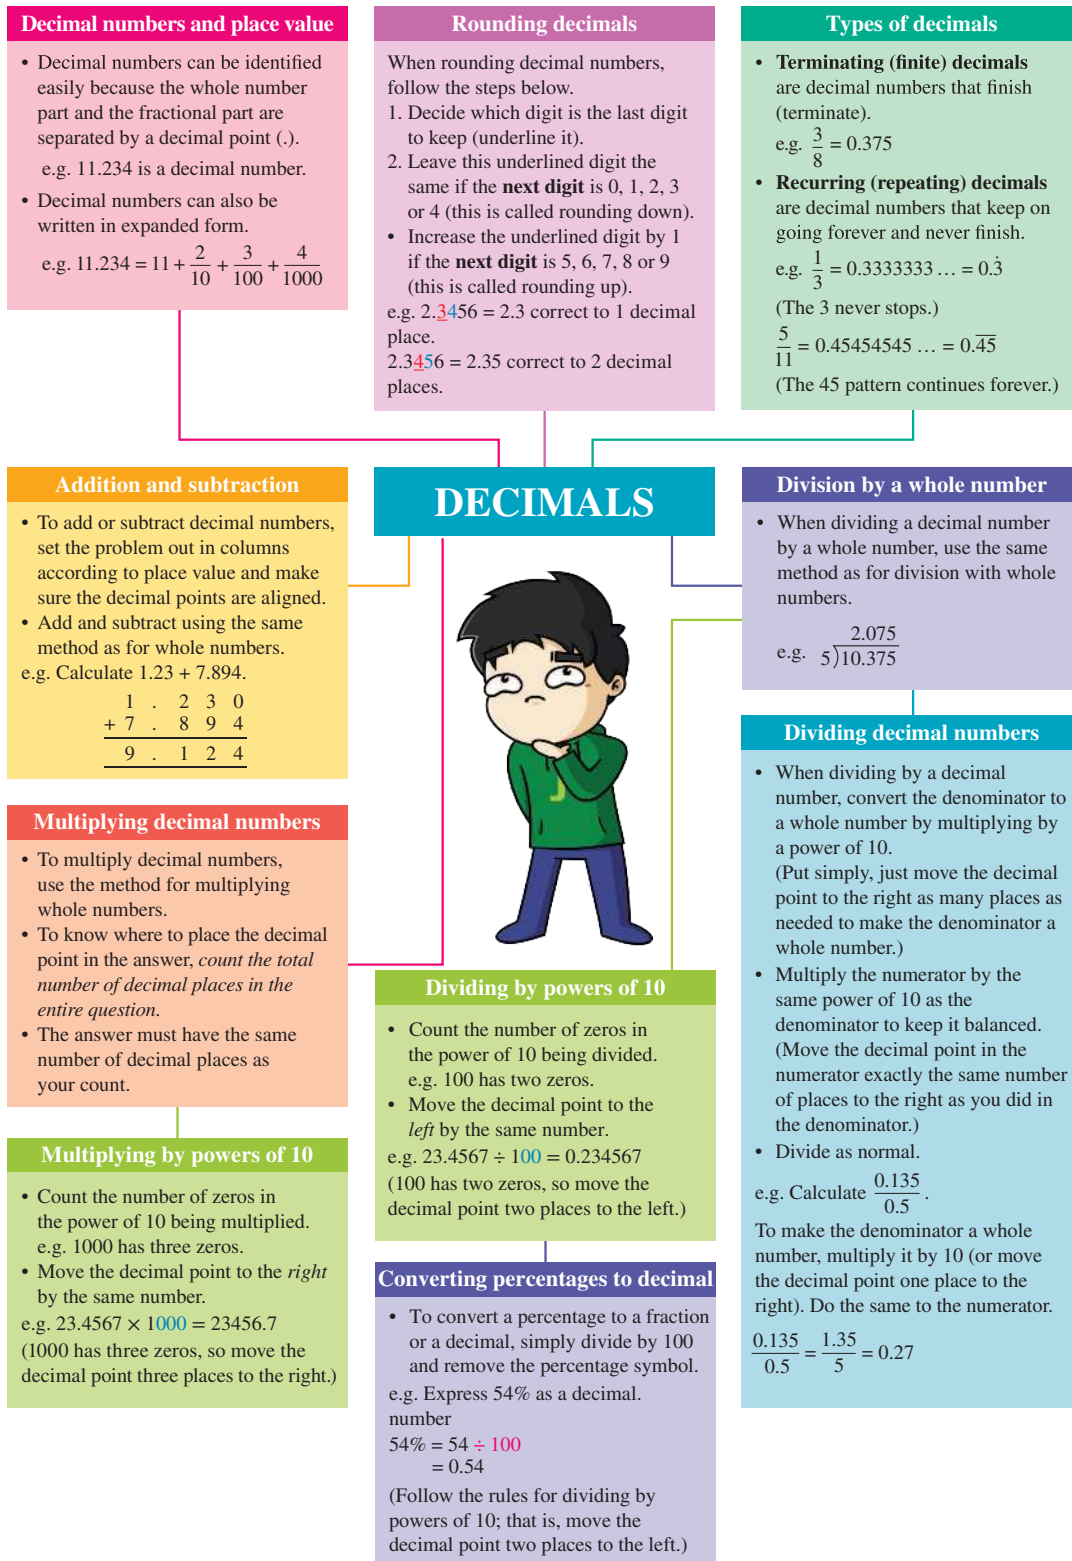 Decimal numbers and place value
• Decimal numbers can be identified
easily because the whole number
part and the fractional part are
separated by a decimal point (.).
e.g. 11.234 is a decimal number.
• Decimal numbers can also be
written in expanded form.
e.g. 11.234 = 11 + 2/10 + 3/100 + 4/1000
Rounding decimals
When rounding decimal numbers,
follow the steps below.
1. Decide which digit is the last digit
to keep (underline it).
2. Leave this underlined digit the
same if the next digit is 0, 1, 2, 3
or 4 (this is called rounding down).
• Increase the underlined digit by 1
if the next digit is 5, 6, 7, 8 or 9
(this is called rounding up).
e.g. 2.3456 = 2.3 correct to 1 decimal
place.
2.3456 = 2.35 correct to 2 decimal
places.
Types of decimals
• Terminating (finite) decimals
are decimal numbers that finish
(terminate).
e.g. 3/8 = 0.375
• Recurring (repeating) decimals
are decimal numbers that keep on
going forever and never finish.
e.g. 1/3 = 0.3333333 … = 0.3̇
(The 3 never stops.)
5/11 = 0.45454545 … = 0.4̅5̅
(The 45 pattern continues forever.)
DECIMALS
Addition and subtraction
• To add or subtract decimal numbers,
set the problem out in columns
according to place value and make
sure the decimal points are aligned.
• Add and subtract using the same
method as for whole numbers.
e.g. Calculate 1.23 + 7.894.
1 . 2 3 0
+ 7 . 8 9 4
9 . 1 2 4
Division by a whole number
• When dividing a decimal number
by a whole number, use the same
method as for division with whole
numbers.
2.075
e.g. 5)10.375
J
Multiplying decimal numbers
• To multiply decimal numbers,
use the method for multiplying
whole numbers.
• To know where to place the decimal
point in the answer, count the total
number of decimal places in the
entire question.
• The answer must have the same
number of decimal places as
your count.
Dividing decimal numbers
• When dividing by a decimal
number, convert the denominator to
a whole number by multiplying by
a power of 10.
(Put simply, just move the decimal
point to the right as many places as
needed to make the denominator a
whole number.)
• Multiply the numerator by the
same power of 10 as the
denominator to keep it balanced.
(Move the decimal point in the
numerator exactly the same number
of places to the right as you did in
the denominator.)
• Divide as normal.
e.g. Calculate 0.135/0.5 .
To make the denominator a whole
number, multiply it by 10 (or move
the decimal point one place to the
right). Do the same to the numerator.
0.135/0.5 = 1.35/5 = 0.27
Multiplying by powers of 10
• Count the number of zeros in
the power of 10 being multiplied.
e.g. 1000 has three zeros.
• Move the decimal point to the right
by the same number.
e.g. 23.4567 × 1000 = 23456.7
(1000 has three zeros, so move the
decimal point three places to the right.)
Dividing by powers of 10
• Count the number of zeros in
the power of 10 being divided.
e.g. 100 has two zeros.
• Move the decimal point to the
left by the same number.
e.g. 23.4567 ÷ 100 = 0.234567
(100 has two zeros, so move the
decimal point two places to the left.)
Converting percentages to decimal
• To convert a percentage to a fraction
or a decimal, simply divide by 100
and remove the percentage symbol.
e.g. Express 54% as a decimal.
number
54% = 54 ÷ 100
= 0.54
(Follow the rules for dividing by
powers of 10; that is, move the
decimal point two places to the left.)